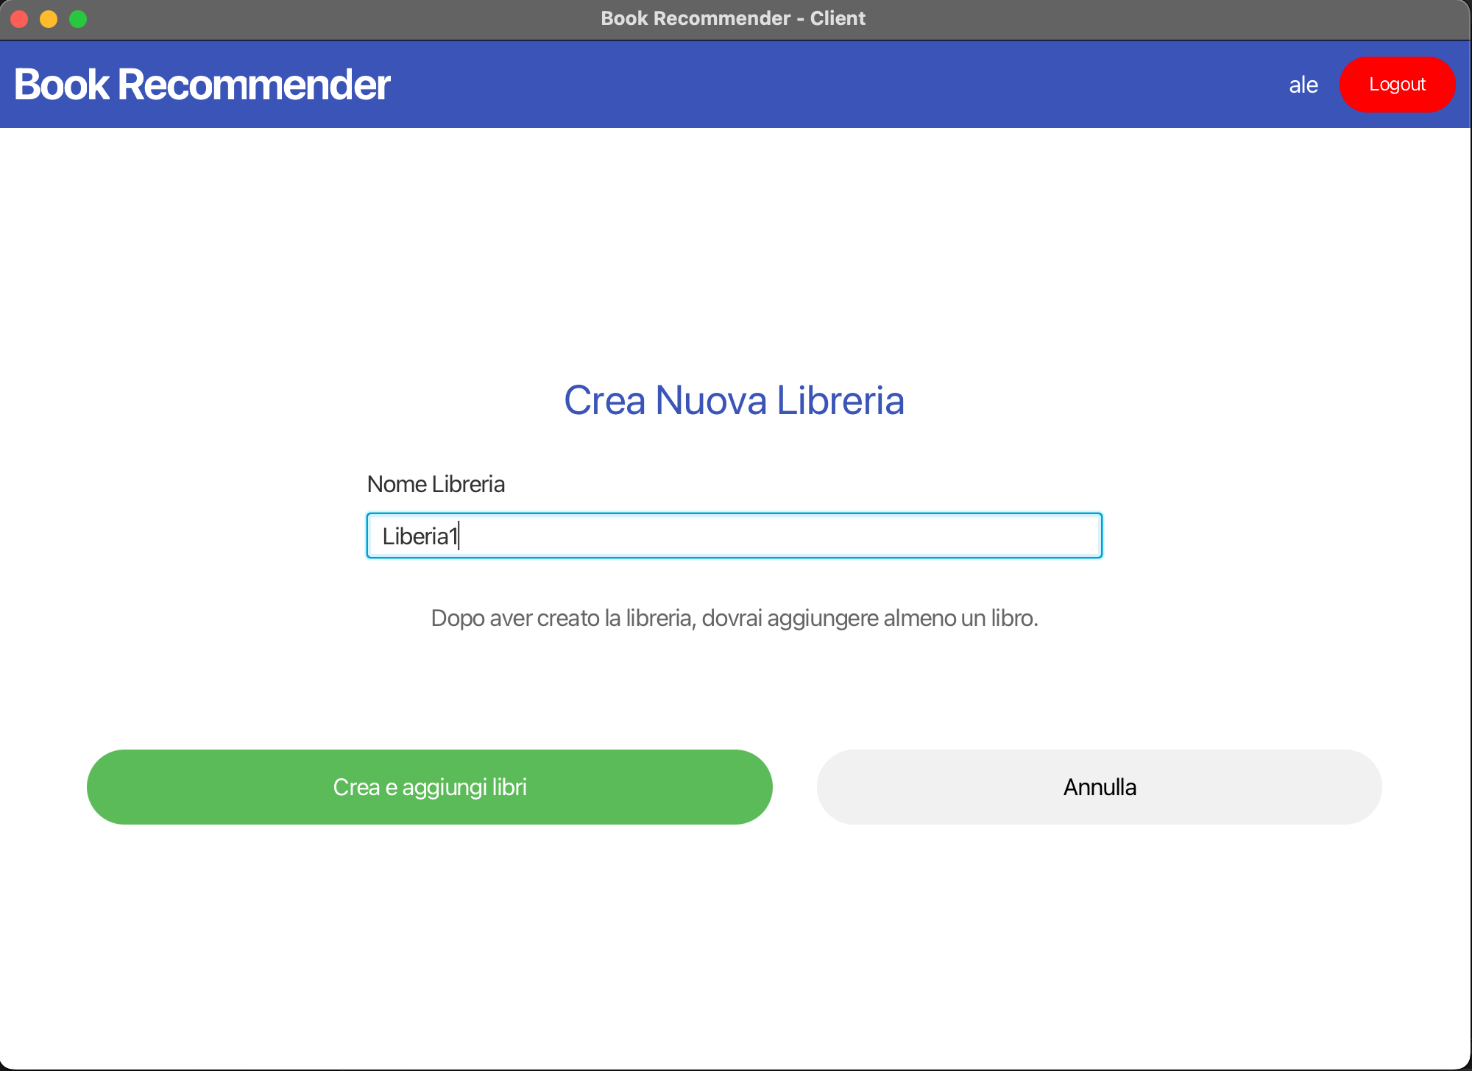 Book Recommender - Client
Book Recommender
ale
Logout
Crea Nuova Libreria
Nome Libreria
Liberia1
Dopo aver creato la libreria, dovrai aggiungere almeno un libro.
Crea e aggiungi libri
Annulla